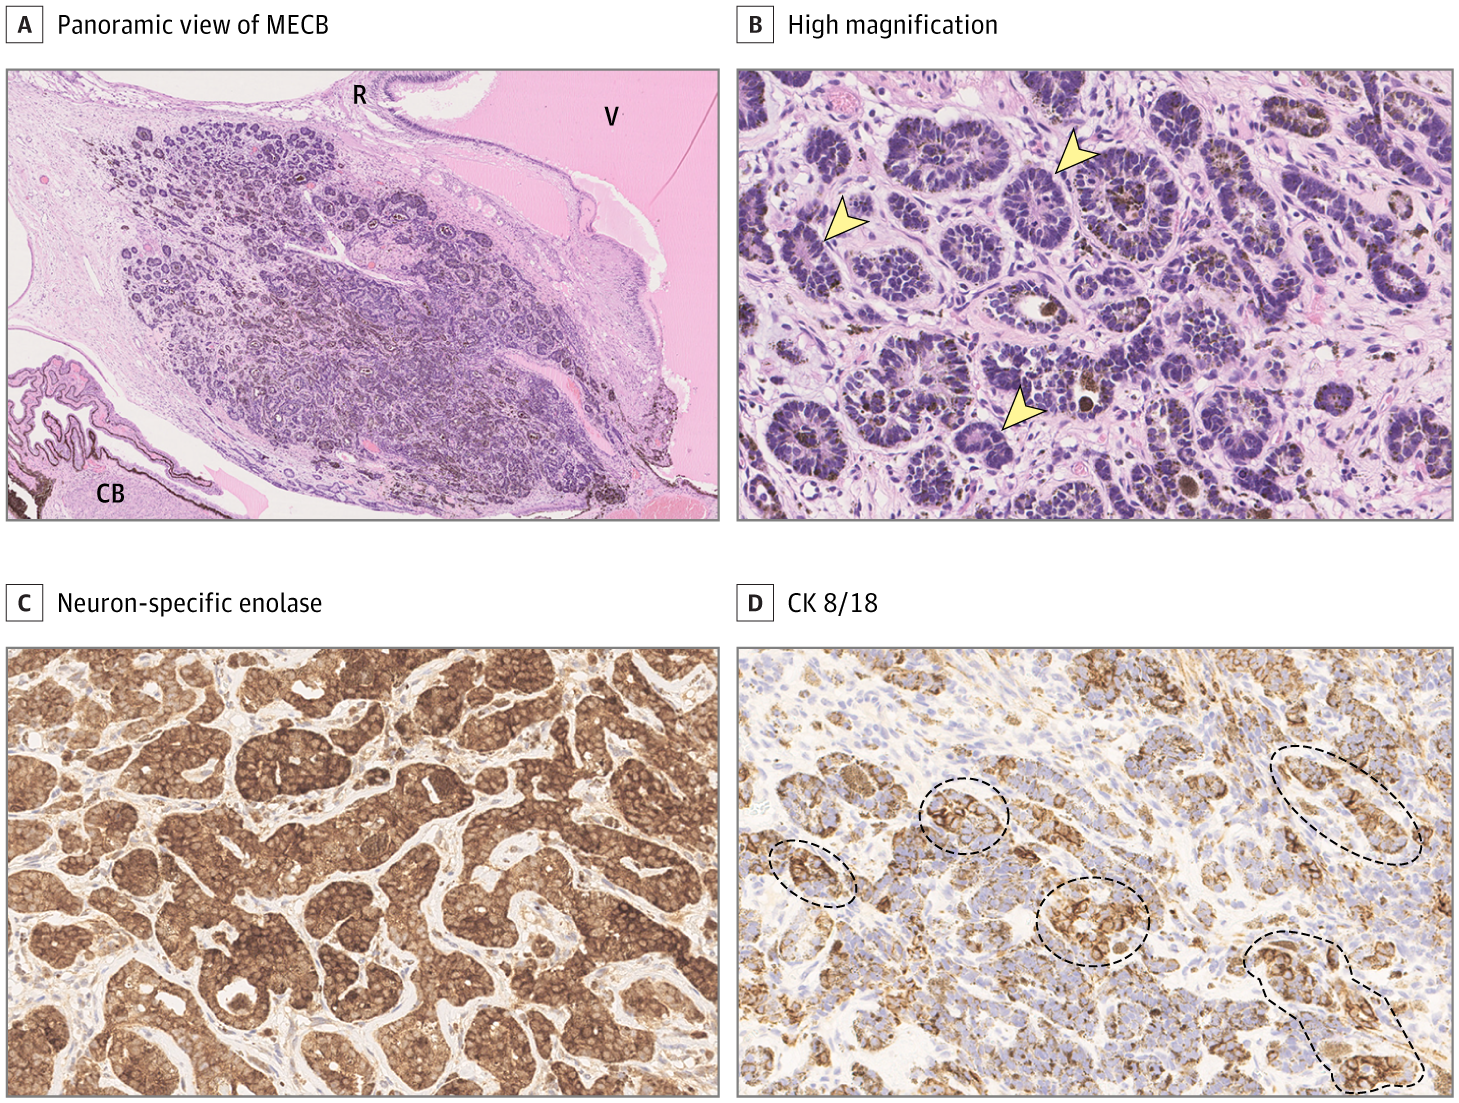 A Panoramic view of MECB
B High magnification
R
V
CB
C Neuron-specific enolase
D CK 8/18